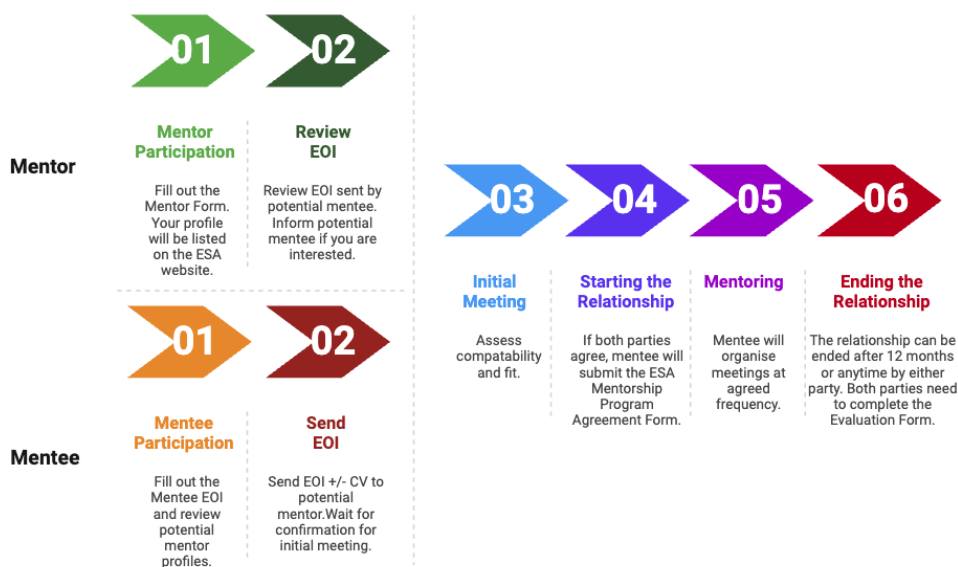 01
02
Mentor
Participation
Review
EOI
Mentor
Fill out the
Mentor Form.
Your profile
will be listed
on the ESA
website.
Review EOI sent by
potential mentee.
Inform potential
mentee if you are
interested.
01
02
Mentee
Participation
Send
EOI
Mentee
Fill out the
Mentee EOI
and review
potential
mentor
profiles.
Send EOI +/- CV to
potential
mentor.Wait for
confirmation for
initial meeting.
03
04
05
06
Initial
Meeting
Starting the
Relationship
Mentoring
Ending the
Relationship
Assess
compatability
and fit.
If both parties
agree, mentee will
submit the ESA
Mentorship
Program
Agreement Form.
Mentee will
organise
meetings at
agreed
frequency.
The relationship can be
ended after 12 months
or anytime by either
party. Both parties need
to complete the
Evaluation Form.